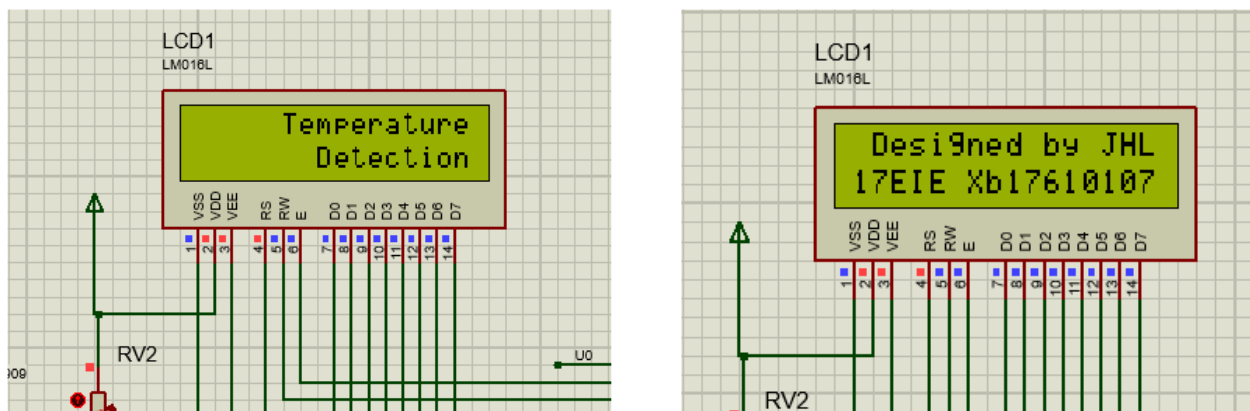 LCD1
LM016L
Temperature
Detection
VSS
VDD
VEE
RS
RW
E
D0
D1
D2
D3
D4
D5
D6
D7
1
2
3
4
5
6
7
8
9
10
11
12
13
14
RV2
U0
909
LCD1
LM016L
Designed by JHL
17EIE Xb17610107
VSS
VDD
VEE
RS
RW
E
D0
D1
D2
D3
D4
D5
D6
D7
1
2
3
4
5
6
7
8
9
10
11
12
13
14
RV2